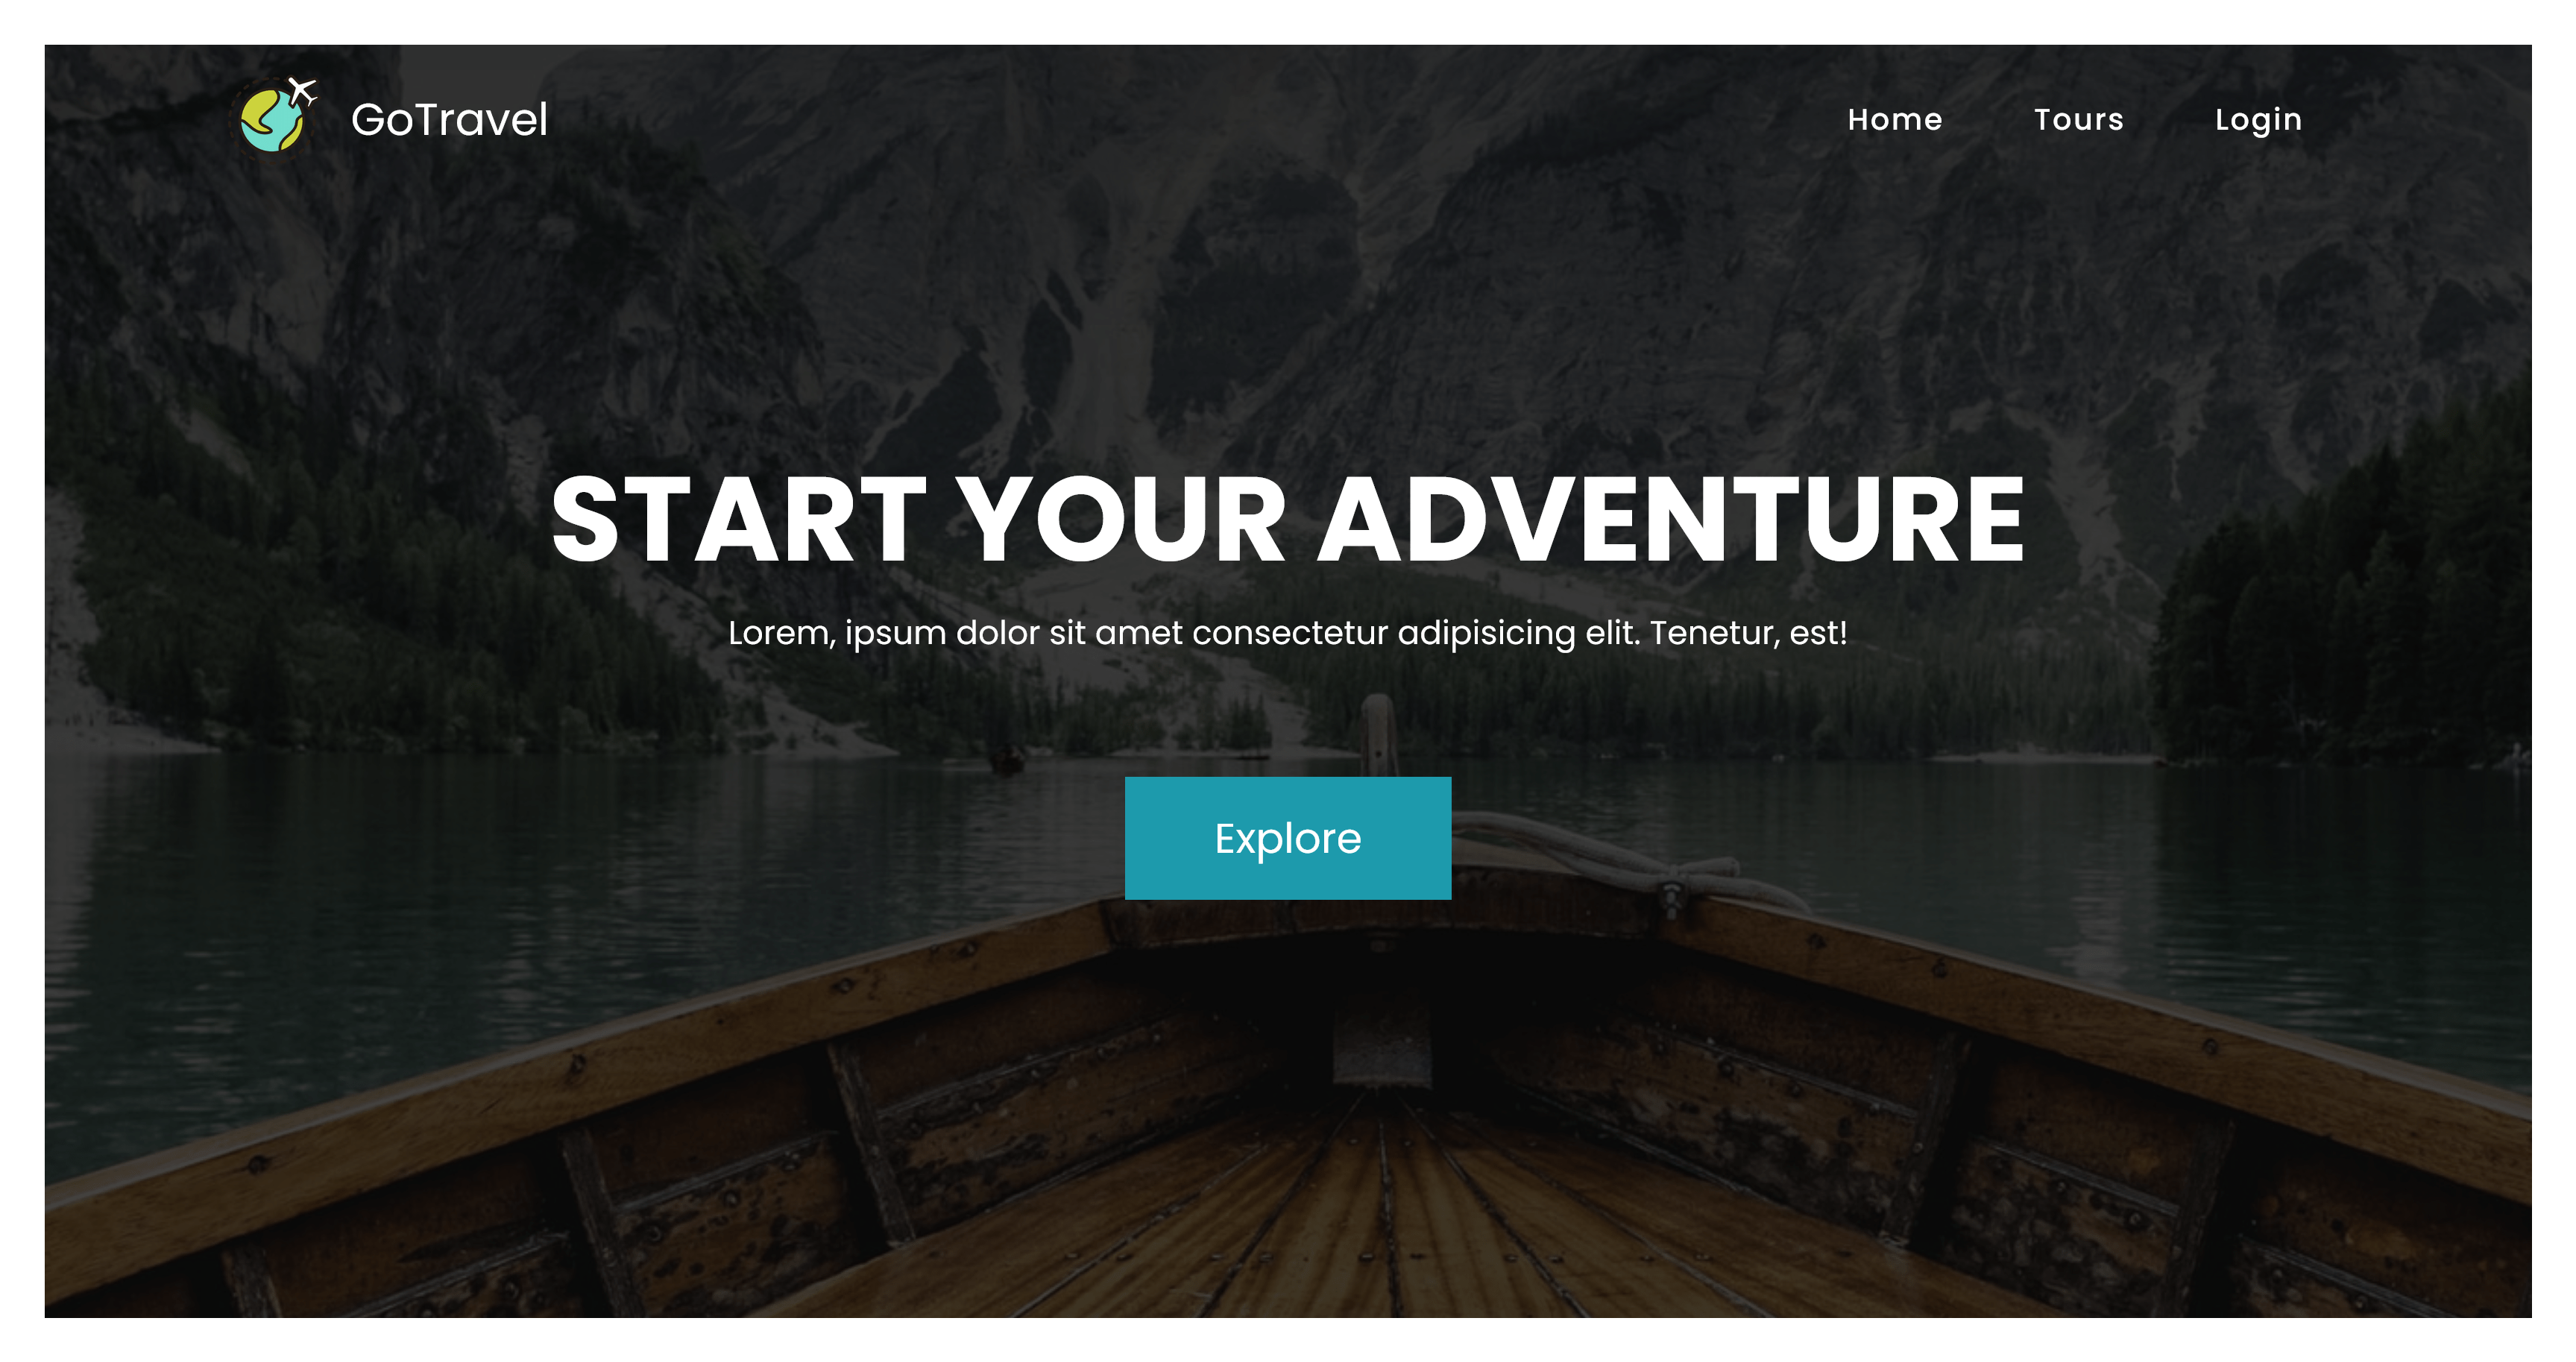 GoTravel
Home Tours Login
START YOUR ADVENTURE
Lorem, ipsum dolor sit amet consectetur adipisicing elit. Tenetur, est!
Explore